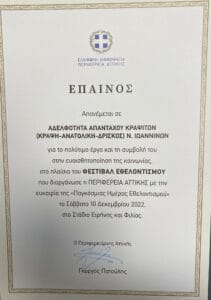 ΕΛΛΗΝΙΚΗ ΔΗΜΟΚΡΑΤΙΑ
ΠΕΡΙΦΕΡΕΙΑ ΑΤΤΙΚΗΣ
ΕΠΑΙΝΟΣ
Απονέμεται σε
ΑΔΕΛΦΟΤΗΤΑ ΑΠΑΝΤΑΧΟΥ ΚΡΑΨΙΤΩΝ
(ΚΡΑΨΗ-ΑΝΑΤΟΛΙΚΗ-ΔΡΙΣΚΟΣ) Ν. ΙΩΑΝΝΙΝΩΝ
για το πολύτιμο έργο και τη συμβολή του
στην ευαισθητοποίηση της κοινωνίας,
στο πλαίσιο του ΦΕΣΤΙΒΑΛ ΕΘΕΛΟΝΤΙΣΜΟΥ
που διοργάνωσε η ΠΕΡΙΦΕΡΕΙΑ ΑΤΤΙΚΗΣ με την
ευκαιρία της «Παγκόσμιας Ημέρας Εθελοντισμού»
το Σάββατο 10 Δεκεμβρίου 2022,
στο Στάδιο Ειρήνης και Φιλίας.
Ο Περιφερειάρχης Αττικής
Γιώργος Πατούλης